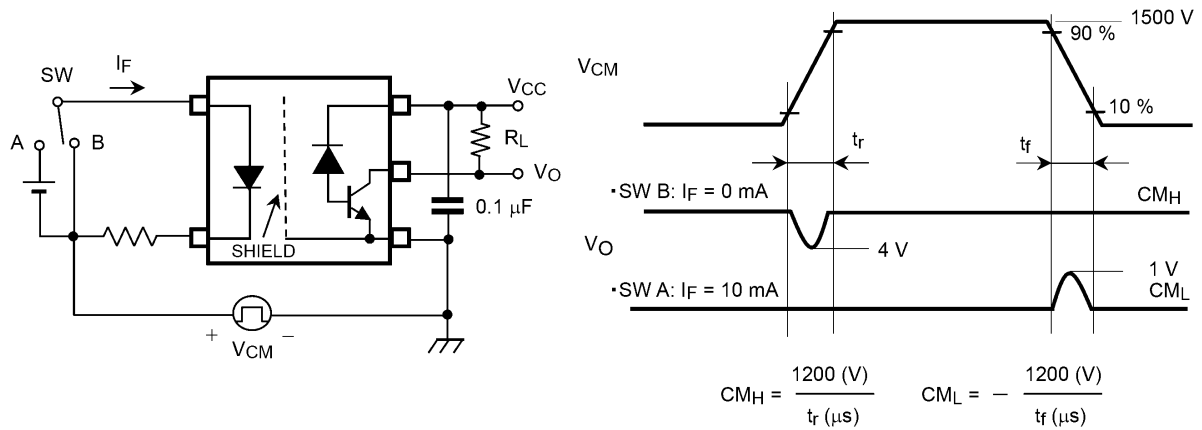 SW
IF
A
B
VCC
RL
VO
0.1 μF
SHIELD
+ VCM −
VCM
1500 V
90 %
10 %
tr
tf
・SW B: IF = 0 mA
CMH
4 V
VO
1 V
・SW A: IF = 10 mA
CML
CMH = 1200 (V) / tr (μs)
CML = − 1200 (V) / tf (μs)